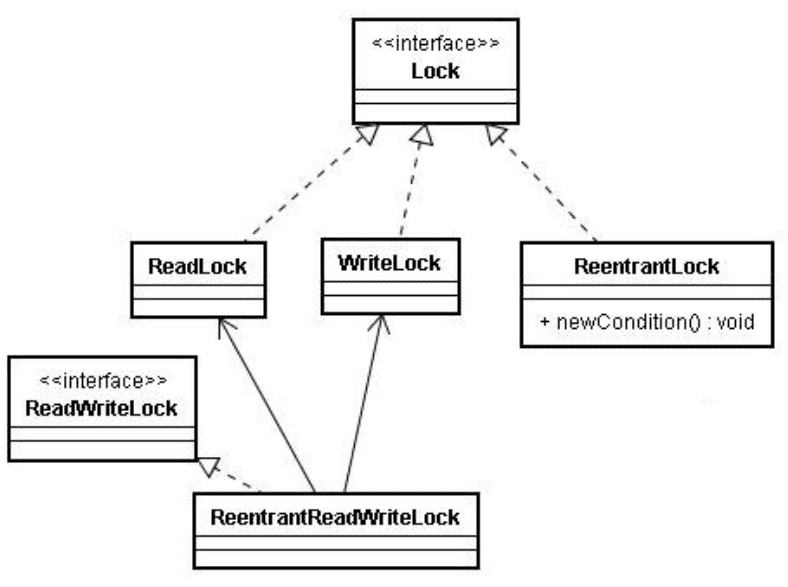 <<interface>>
Lock
ReadLock
WriteLock
ReentrantLock
+ newCondition() : void
<<interface>>
ReadWriteLock
ReentrantReadWriteLock